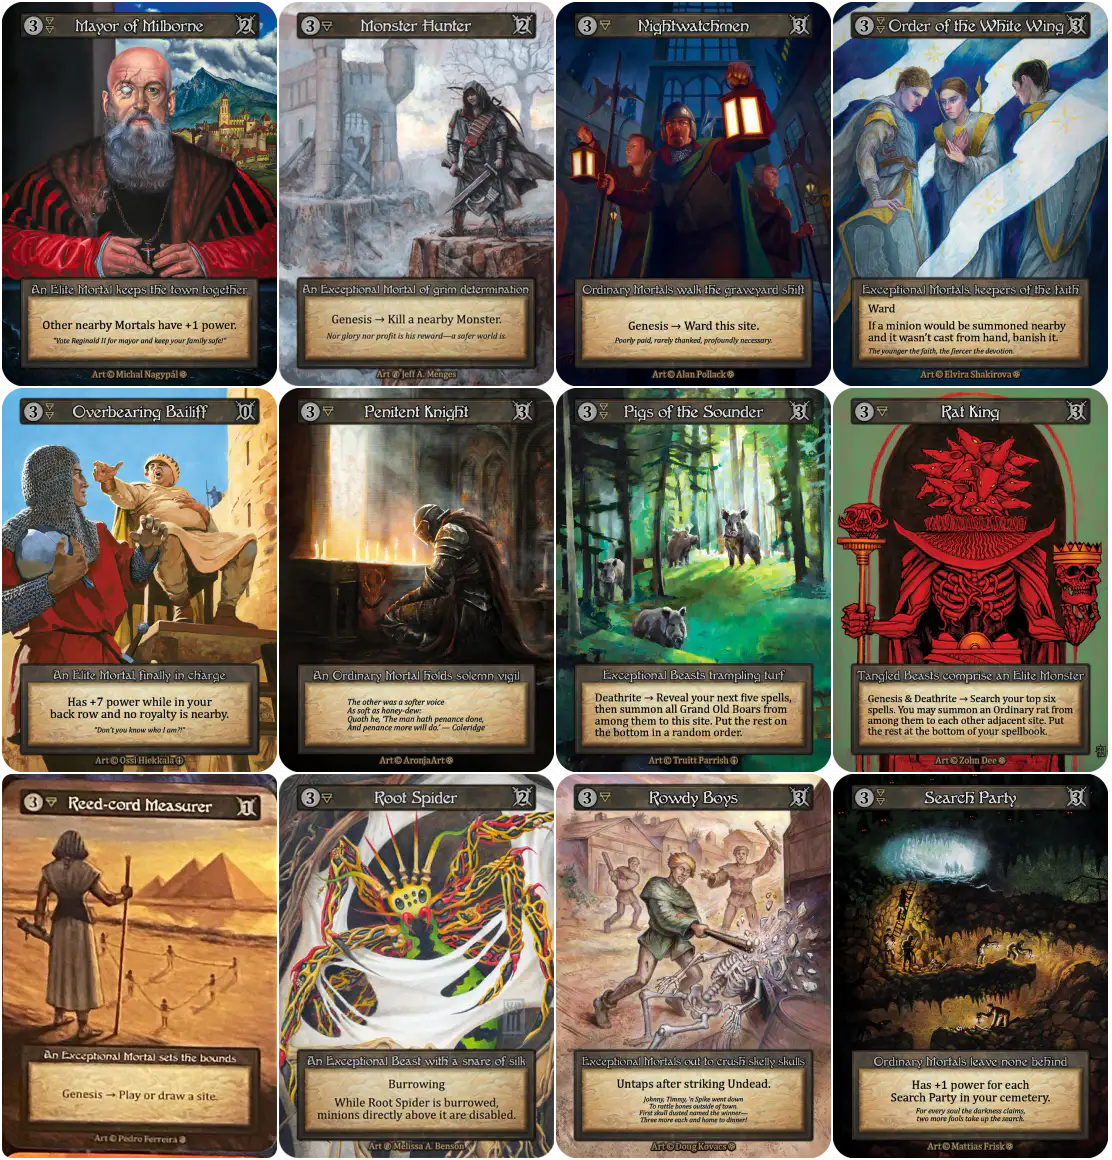 3 Mayor of Milborne 2
An Elite Mortal keeps the town together
Other nearby Mortals have +1 power.
"Vote Reginald II for mayor and keep your family safe!"
Art © Michal Nagypál
3 Monster Hunter 2
An Exceptional Mortal of grim determination
Genesis → Kill a nearby Monster.
Nor glory nor profit is his reward—a safer world is.
Art Jeff A. Menges
3 Nightwatchmen 3
Ordinary Mortals walk the graveyard shift
Genesis → Ward this site.
Poorly paid, rarely thanked, profoundly necessary.
Art © Alan Pollack
3 Order of the White Wing 3
Exceptional Mortals, keepers of the faith
Ward
If a minion would be summoned nearby
and it wasn't cast from hand, banish it.
The younger the faith, the fiercer the devotion.
Art © Elvira Shakirova
3 Overbearing Bailiff 0
An Elite Mortal finally in charge
Has +7 power while in your
back row and no royalty is nearby.
"Don't you know who I am?!"
Art © Ossi Hiekkala
3 Penitent Knight 3
An Ordinary Mortal holds solemn vigil
The other was a softer voice
As soft as honey-dew:
Quoth he, 'The man hath penance done,
And penance more will do.' — Coleridge
Art © AronjaArt
3 Pigs of the Sounder 3
Exceptional Beasts trampling turf
Deathrite → Reveal your next five spells,
then summon all Grand Old Boars from
among them to this site. Put the rest on
the bottom in a random order.
Art © Truitt Parrish
3 Rat King 3
Tangled Beasts comprise an Elite Monster
Genesis & Deathrite → Search your top six
spells. You may summon an Ordinary rat from
among them to each other adjacent site. Put
the rest at the bottom of your spellbook.
Art © Zohn Dee
3 Reed-cord Measurer 1
An Exceptional Mortal sets the bounds
Genesis → Play or draw a site.
Art © Pedro Ferreira
3 Root Spider 2
An Exceptional Beast with a snare of silk
Burrowing
While Root Spider is burrowed,
minions directly above it are disabled.
Art Melissa A. Benson
3 Rowdy Boys 3
Exceptional Mortals out to crush skelly skulls
Untaps after striking Undead.
Johnny, Timmy, 'n Spike went down
To rattle bones outside of town.
First skull dusted named the winner—
Three more each and home to dinner!
Art © Doug Kovacs
3 Search Party 3
Ordinary Mortals leave none behind
Has +1 power for each
Search Party in your cemetery.
For every soul the darkness claims,
two more fools take up the search.
Art © Mattias Frisk